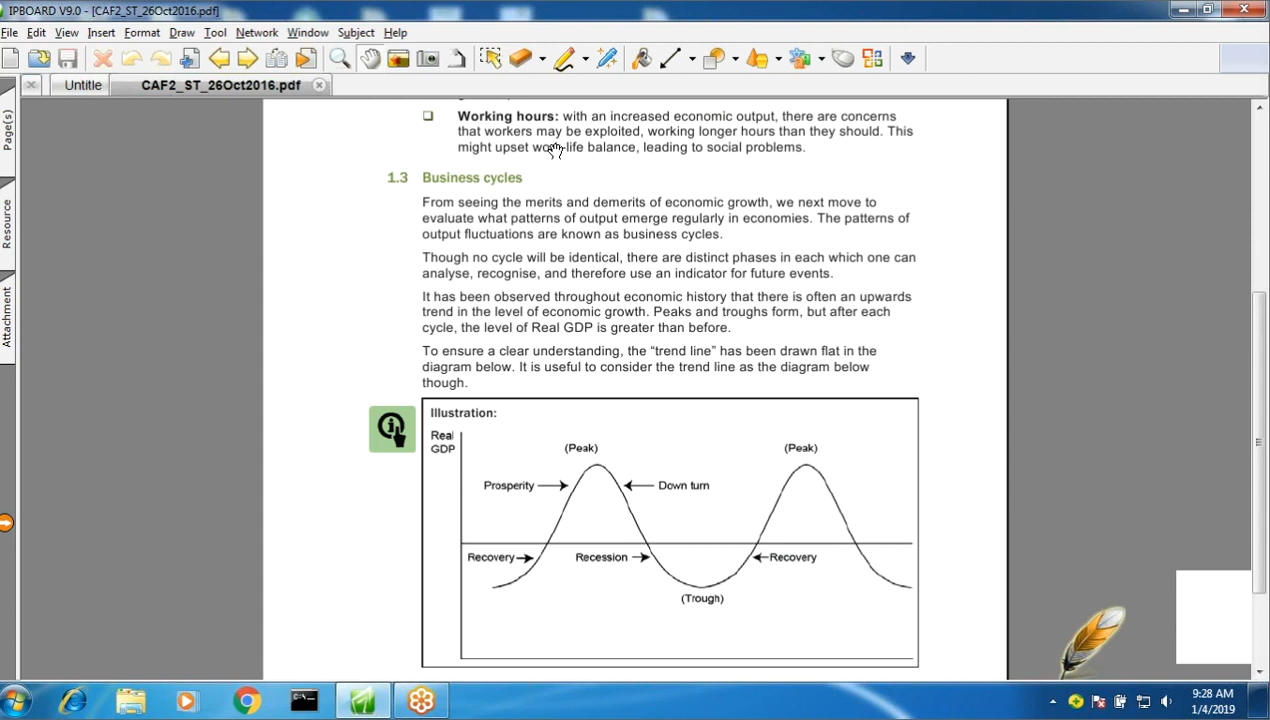 IPBOARD V9.0 - [CAF2_ST_26Oct2016.pdf]
File Edit View Insert Format Draw Tool Network Window Subject Help
Untitle CAF2_ST_26Oct2016.pdf
Page(s)
Resource
Attachment
Working hours: with an increased economic output, there are concerns
that workers may be exploited, working longer hours than they should. This
might upset work-life balance, leading to social problems.
1.3 Business cycles
From seeing the merits and demerits of economic growth, we next move to
evaluate what patterns of output emerge regularly in economies. The patterns of
output fluctuations are known as business cycles.
Though no cycle will be identical, there are distinct phases in each which one can
analyse, recognise, and therefore use an indicator for future events.
It has been observed throughout economic history that there is often an upwards
trend in the level of economic growth. Peaks and troughs form, but after each
cycle, the level of Real GDP is greater than before.
To ensure a clear understanding, the “trend line” has been drawn flat in the
diagram below. It is useful to consider the trend line as the diagram below
though.
Illustration:
Real
GDP
(Peak) (Peak)
Prosperity Down turn
Recovery Recession Recovery
(Trough)
9:28 AM
1/4/2019